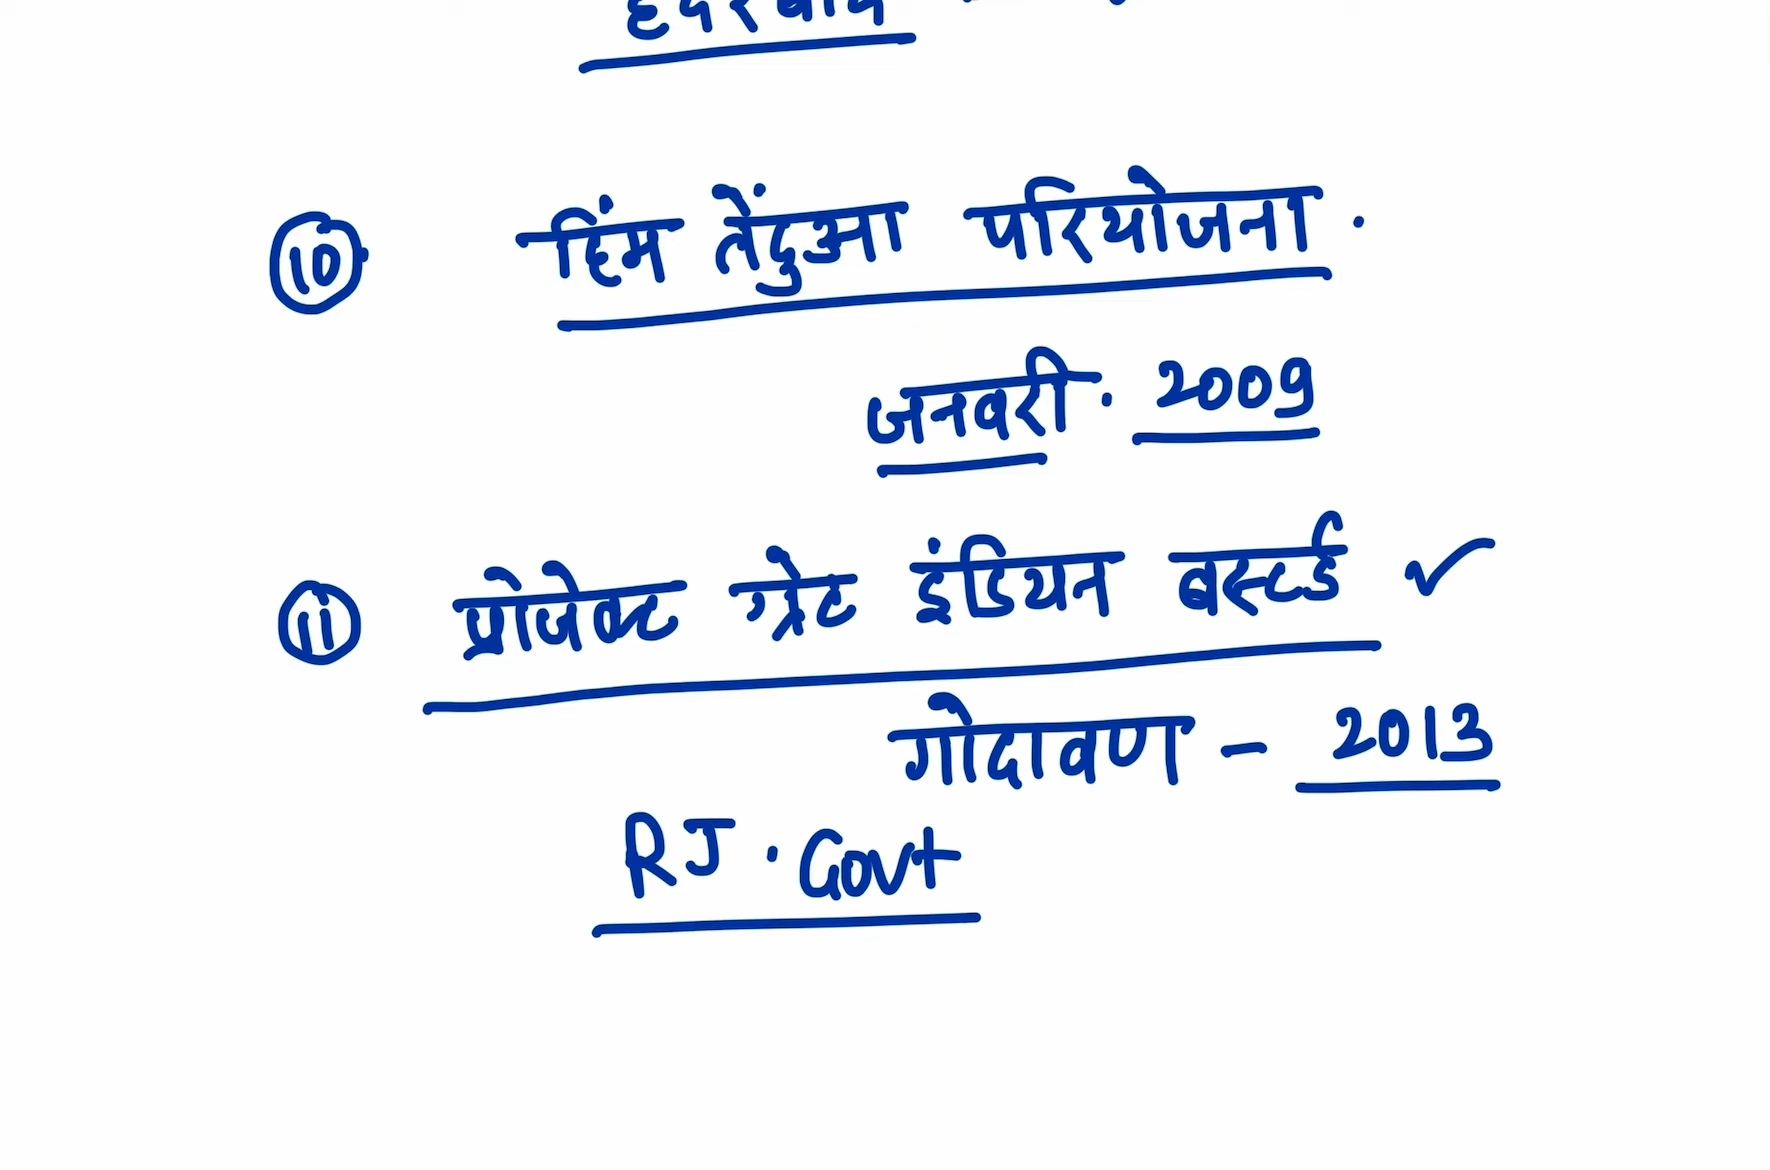 ⑩ हिंम तेंदुआ परियोजना .
जनवरी . 2009
⑪ प्रोजेक्ट ग्रेट इंडियन बस्टर्ड ✓
गोदावण - 2013
RJ . Govt